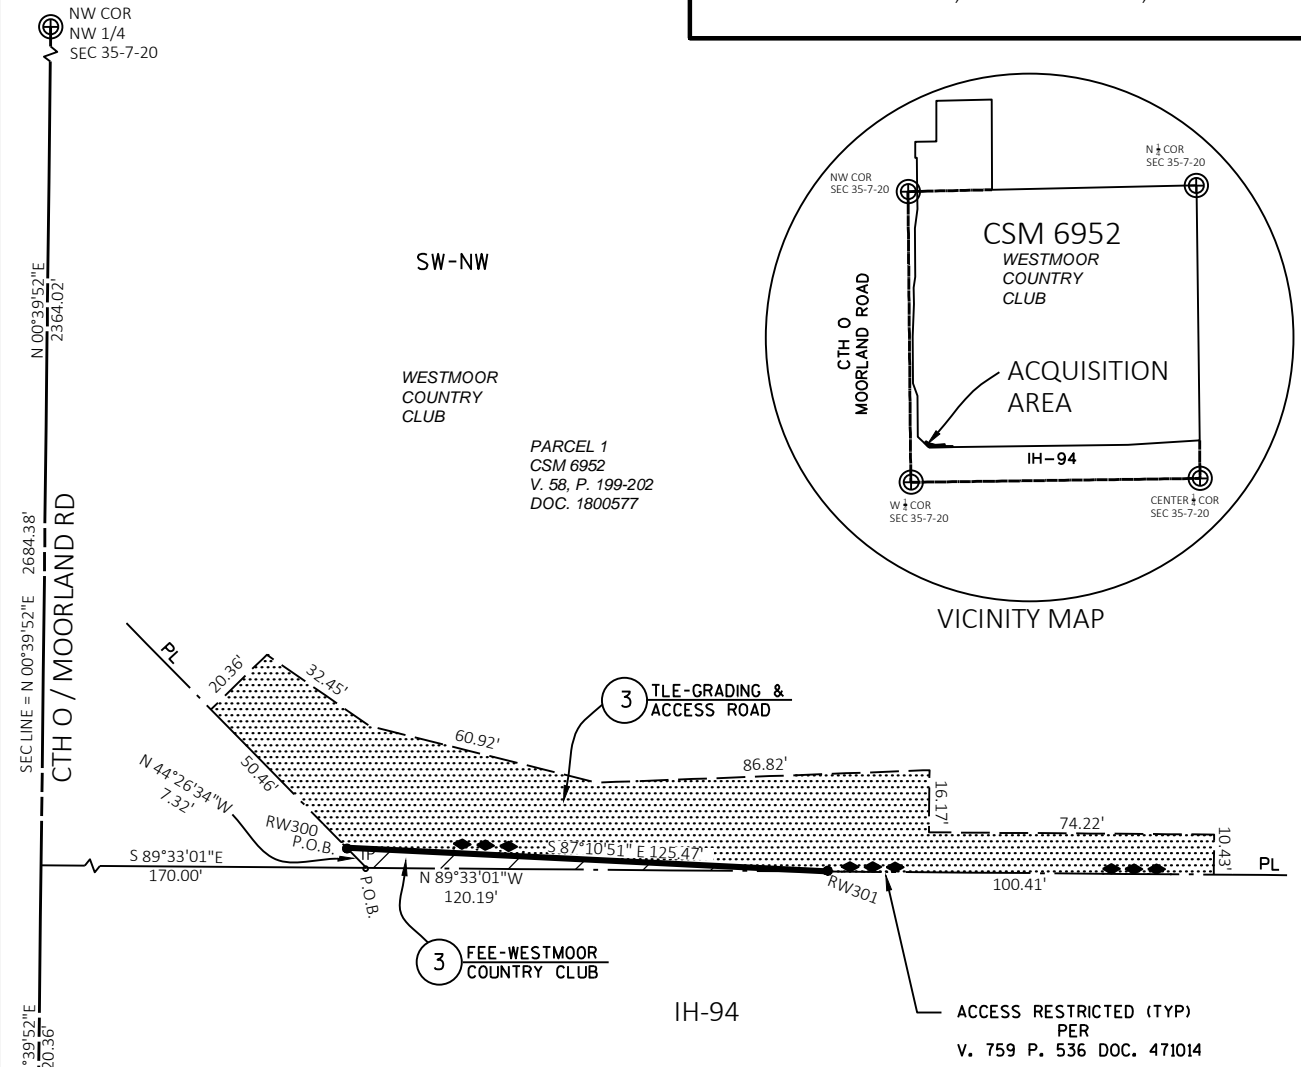 NW COR
NW 1/4
SEC 35-7-20
N 00°39'52"E
2364.02'
SEC LINE = N 00°39'52"E 2684.38'
CTH O / MOORLAND RD
SW-NW
WESTMOOR
COUNTRY
CLUB
PARCEL 1
CSM 6952
V. 58, P. 199-202
DOC. 1800577
NW COR
SEC 35-7-20
N 1/4 COR
SEC 35-7-20
CSM 6952
WESTMOOR
COUNTRY
CLUB
CTH O
MOORLAND ROAD
ACQUISITION
AREA
IH-94
W 1/4 COR
SEC 35-7-20
CENTER 1/4 COR
SEC 35-7-20
VICINITY MAP
PL
20.36'
32.45'
60.92'
86.82'
16.17'
74.22'
10.43'
50.46'
3
TLE-GRADING &
ACCESS ROAD
N 44°26'34"W
7.32'
RW300
P.O.B.
S 89°33'01"E
170.00'
S 87°10'51" E 125.47'
N 89°33'01"W
120.19'
P.O.B.
RW301
100.41'
PL
3
FEE-WESTMOOR
COUNTRY CLUB
IH-94
ACCESS RESTRICTED (TYP)
PER
V. 759 P. 536 DOC. 471014
°39'52"E
20.36'